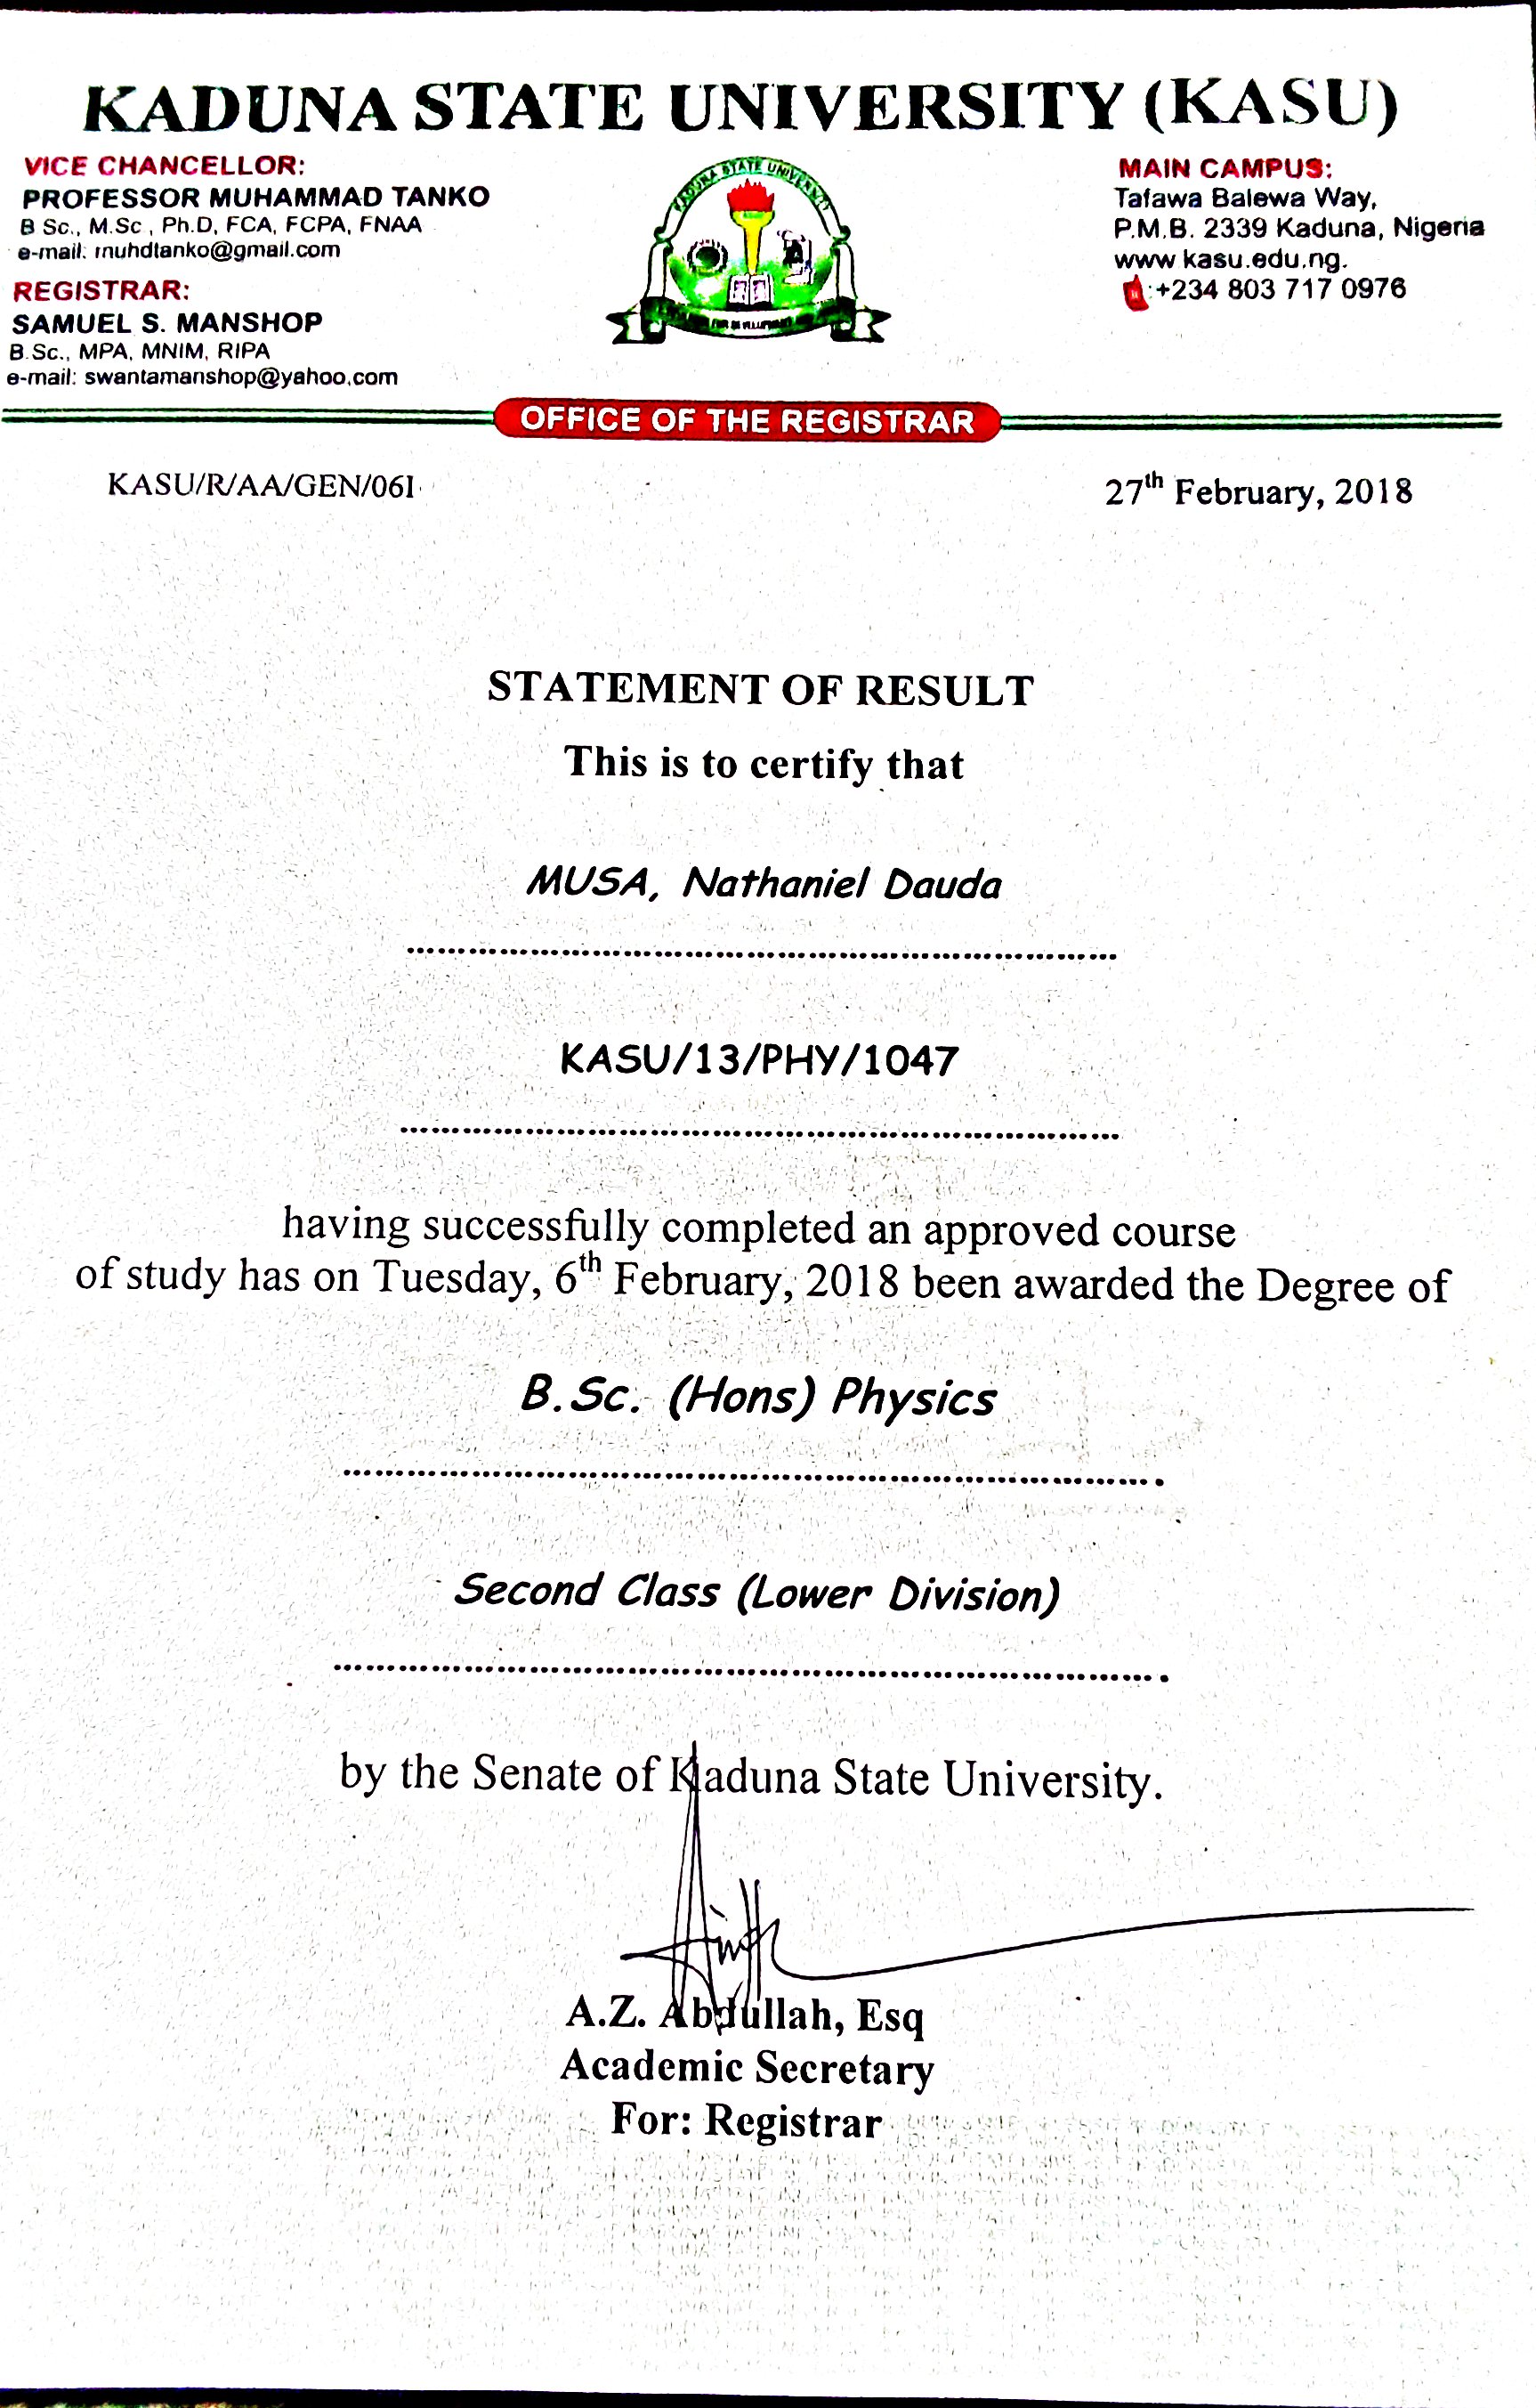 KADUNA STATE UNIVERSITY (KASU)
VICE CHANCELLOR:
PROFESSOR MUHAMMAD TANKO
B Sc., M.Sc , Ph.D, FCA, FCPA, FNAA
e-mail: muhdtanko@gmail.com
REGISTRAR:
SAMUEL S. MANSHOP
B.Sc., MPA, MNIM, RIPA
e-mail: swantamanshop@yahoo.com
KADUNA STATE UNIVERSITY
MAIN CAMPUS:
Tafawa Balewa Way,
P.M.B. 2339 Kaduna, Nigeria
www.kasu.edu.ng.
:+234 803 717 0976
OFFICE OF THE REGISTRAR
KASU/R/AA/GEN/06I
27th February, 2018
STATEMENT OF RESULT
This is to certify that
MUSA, Nathaniel Dauda
KASU/13/PHY/1047
having successfully completed an approved course
of study has on Tuesday, 6th February, 2018 been awarded the Degree of
B.Sc. (Hons) Physics
Second Class (Lower Division)
by the Senate of Kaduna State University.
A.Z. Abdullah, Esq
Academic Secretary
For: Registrar